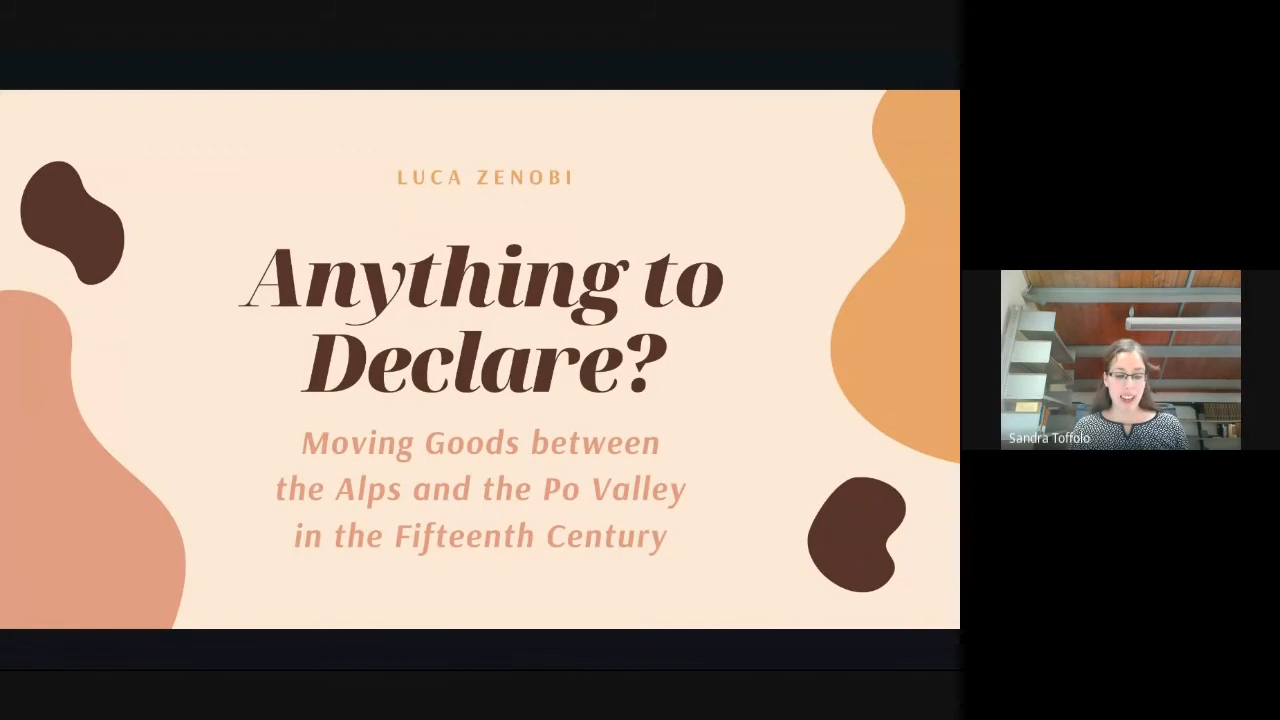 LUCA ZENOBI
Anything to
Declare?
Moving Goods between
the Alps and the Po Valley
in the Fifteenth Century
Sandra Toffolo